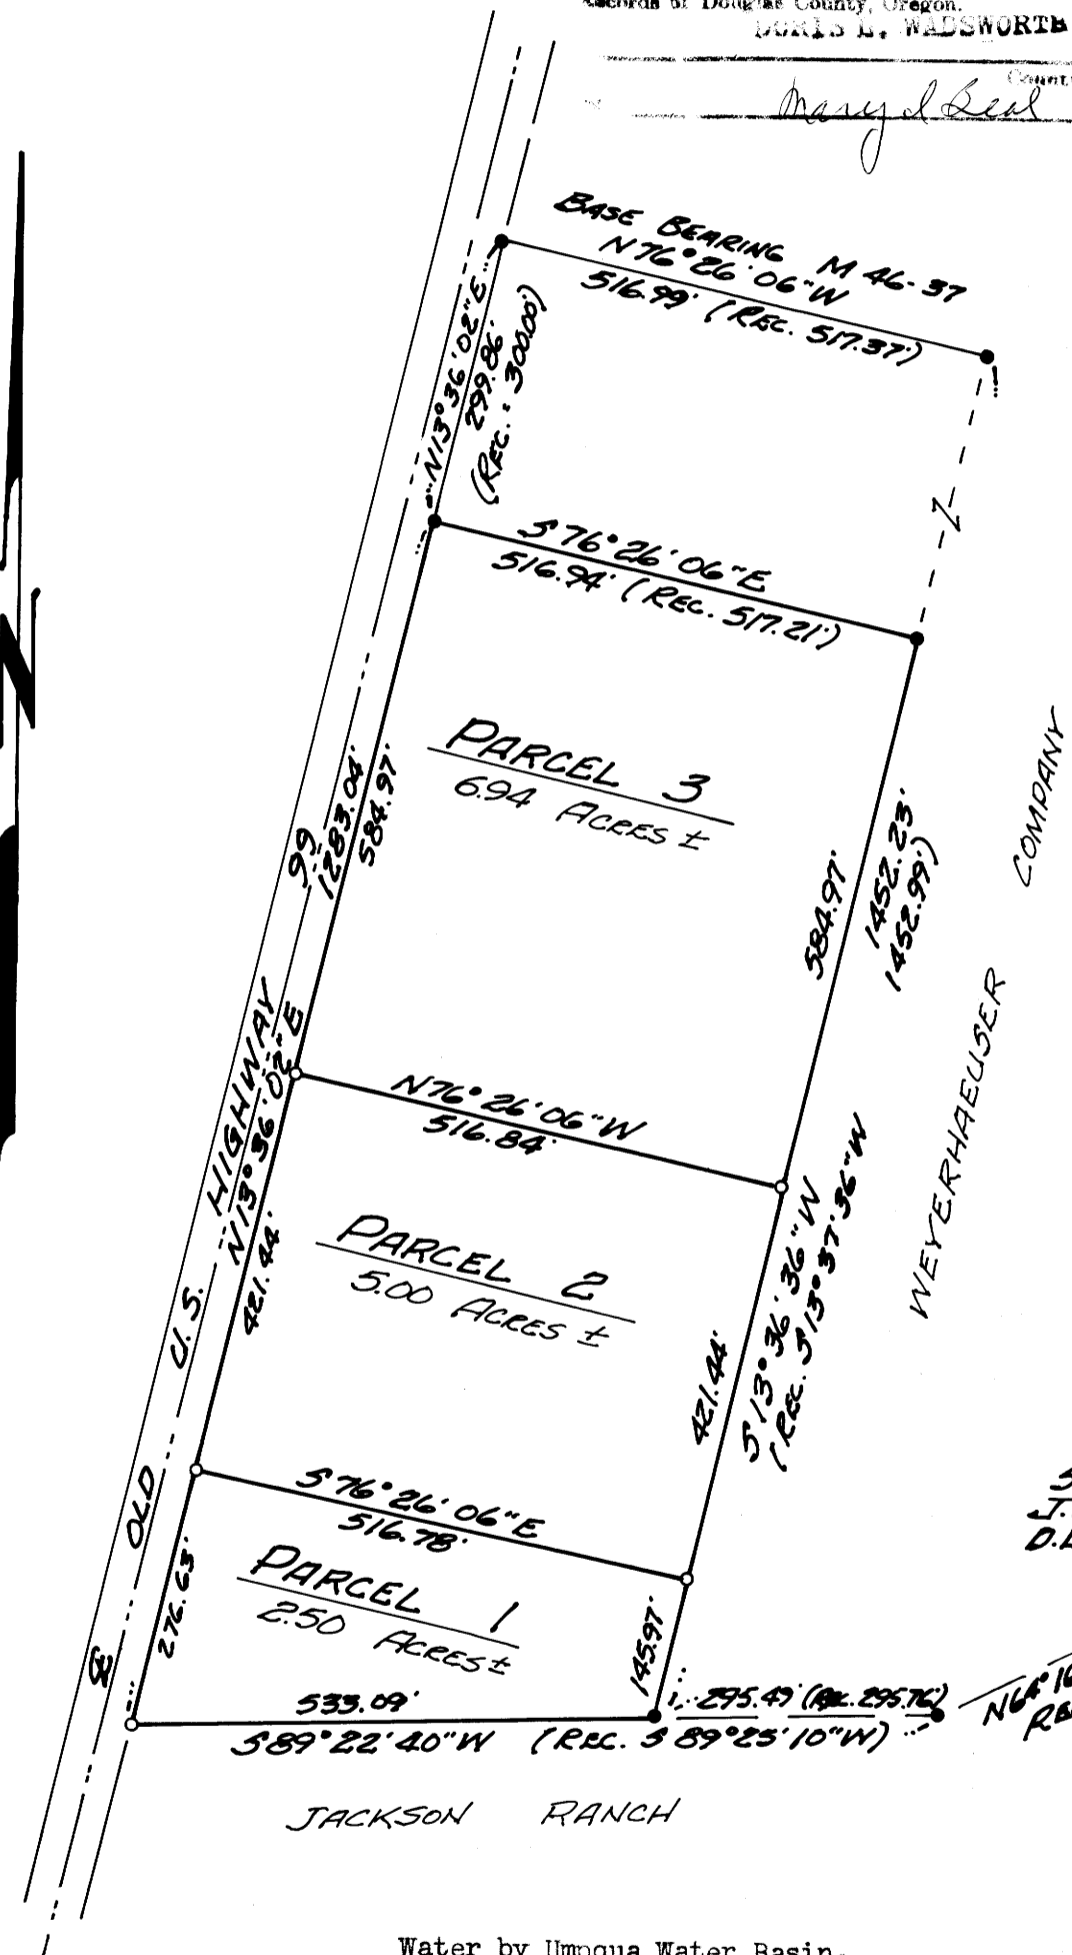 Records of Douglas County, Oregon.
DORIS L. WADSWORTH
Count
BASE BEARING M 46-37
N76°26'06"W
516.99' (REC. 517.37')
N13°36'02"E
299.86'
(REC. : 300.00')
S76°26'06"E
516.94' (REC. 517.21')
PARCEL 3
6.94 ACRES ±
1283.04'
584.97'
584.97'
1452.23'
1452.99')
WEYERHAEUSER COMPANY
℄ OLD U.S. HIGHWAY 99
N13°36'02"E
N76°26'06"W
516.84'
PARCEL 2
5.00 ACRES ±
421.44'
421.44'
S13°36'36"W
(REC. S13°37'36"W
S76°26'06"E
516.78'
PARCEL 1
2.50 ACRES ±
276.63'
145.97'
533.09'
S89°22'40"W (REC. S89°25'10"W)
295.49' (REC. 295.76')
JACKSON RANCH
Water by Umpqua Water Basin.
N